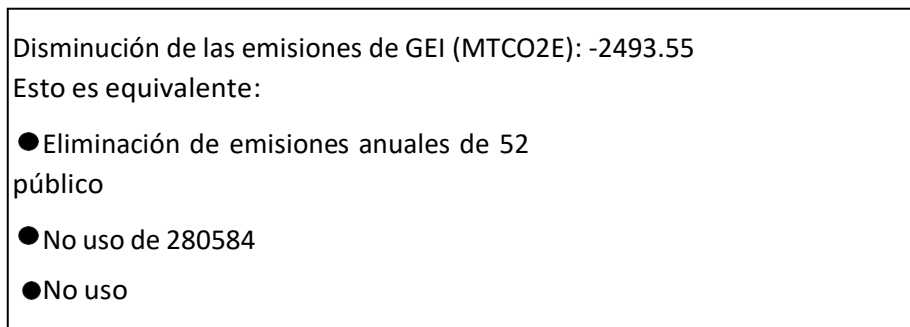 Disminución de las emisiones de GEI (MTCO2E): -2493.55
Esto es equivalente:
●Eliminación de emisiones anuales de 52
público
●No uso de 280584
●No uso